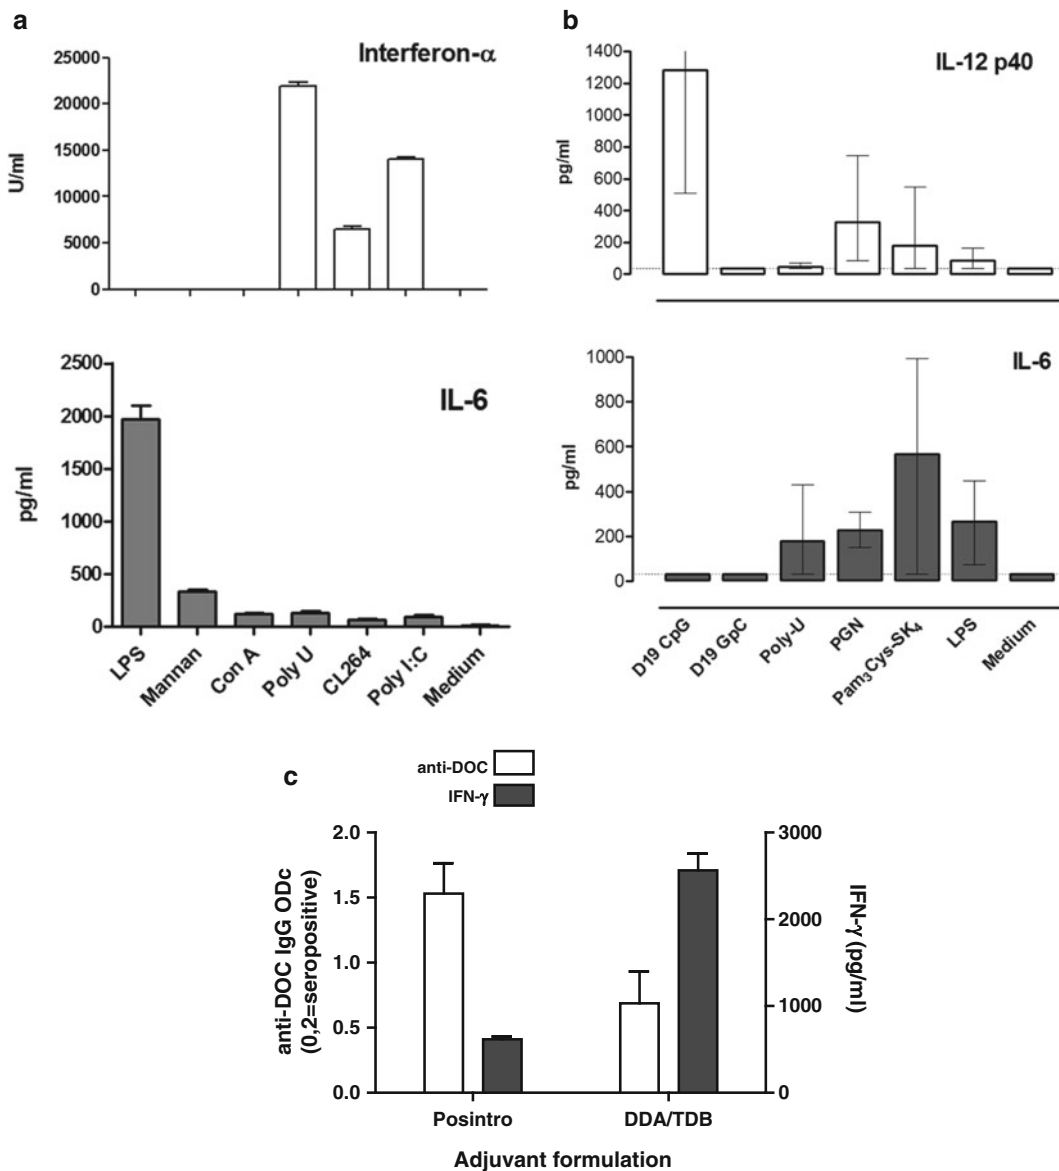 a
Interferon-α
25000
20000
15000
10000
5000
0
U/ml
IL-6
2500
2000
1500
1000
500
0
pg/ml
LPS
Mannan
Con A
Poly U
CL264
Poly I:C
Medium
b
IL-12 p40
1400
1200
1000
800
600
400
200
0
pg/ml
IL-6
1000
800
600
400
200
0
pg/ml
D19 CpG
D19 GpC
Poly-U
PGN
Pam3Cys-SK4
LPS
Medium
c
anti-DOC
IFN-γ
2.0
1.5
1.0
0.5
0.0
anti-DOC IgG ODc
(0,2=seropositive)
3000
2000
1000
0
IFN-γ (pg/ml)
Posintro
DDA/TDB
Adjuvant formulation